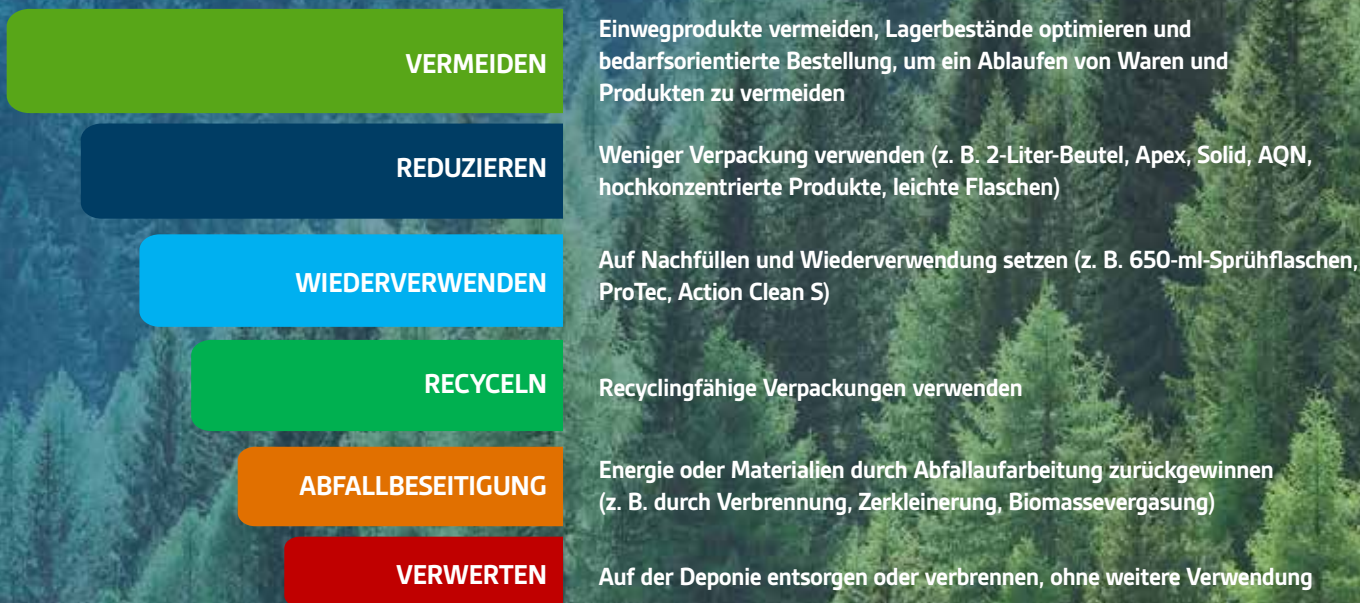 VERMEIDEN
Einwegprodukte vermeiden, Lagerbestände optimieren und
bedarfsorientierte Bestellung, um ein Ablaufen von Waren und
Produkten zu vermeiden
REDUZIEREN
Weniger Verpackung verwenden (z. B. 2-Liter-Beutel, Apex, Solid, AQN,
hochkonzentrierte Produkte, leichte Flaschen)
WIEDERVERWENDEN
Auf Nachfüllen und Wiederverwendung setzen (z. B. 650-ml-Sprühflaschen,
ProTec, Action Clean S)
RECYCELN
Recyclingfähige Verpackungen verwenden
ABFALLBESEITIGUNG
Energie oder Materialien durch Abfallaufarbeitung zurückgewinnen
(z. B. durch Verbrennung, Zerkleinerung, Biomassevergasung)
VERWERTEN
Auf der Deponie entsorgen oder verbrennen, ohne weitere Verwendung